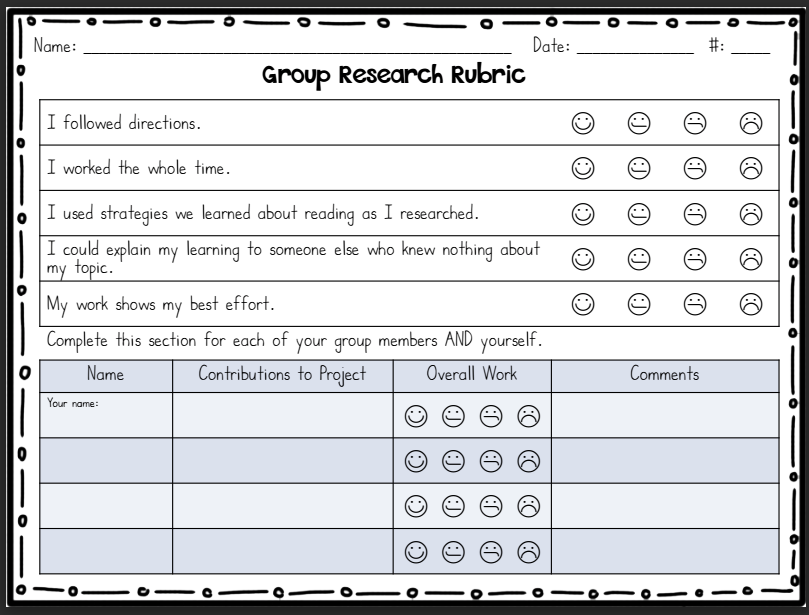 Name: Date: #:
Group Research Rubric
I followed directions.
I worked the whole time.
I used strategies we learned about reading as I researched.
I could explain my learning to someone else who knew nothing about
my topic.
My work shows my best effort.
Complete this section for each of your group members AND yourself.
Name Contributions to Project Overall Work Comments
Your name: